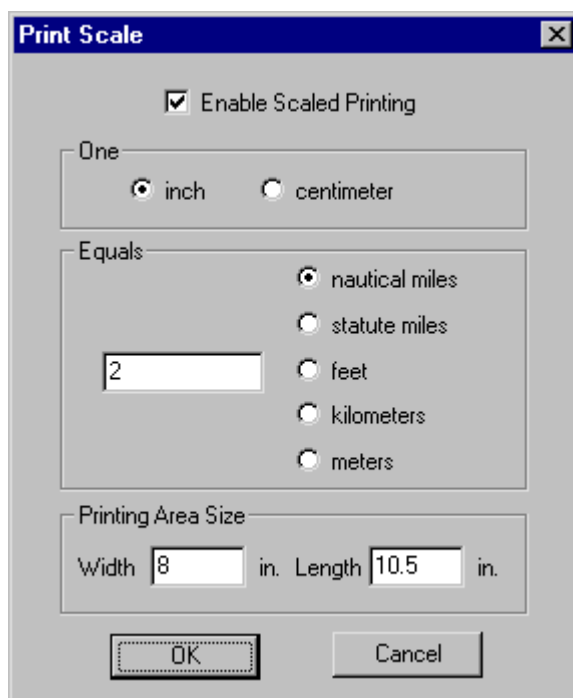 Print Scale
Enable Scaled Printing
One
inch centimeter
Equals
nautical miles
statute miles
2
feet
kilometers
meters
Printing Area Size
Width 8 in. Length 10.5 in.
OK Cancel